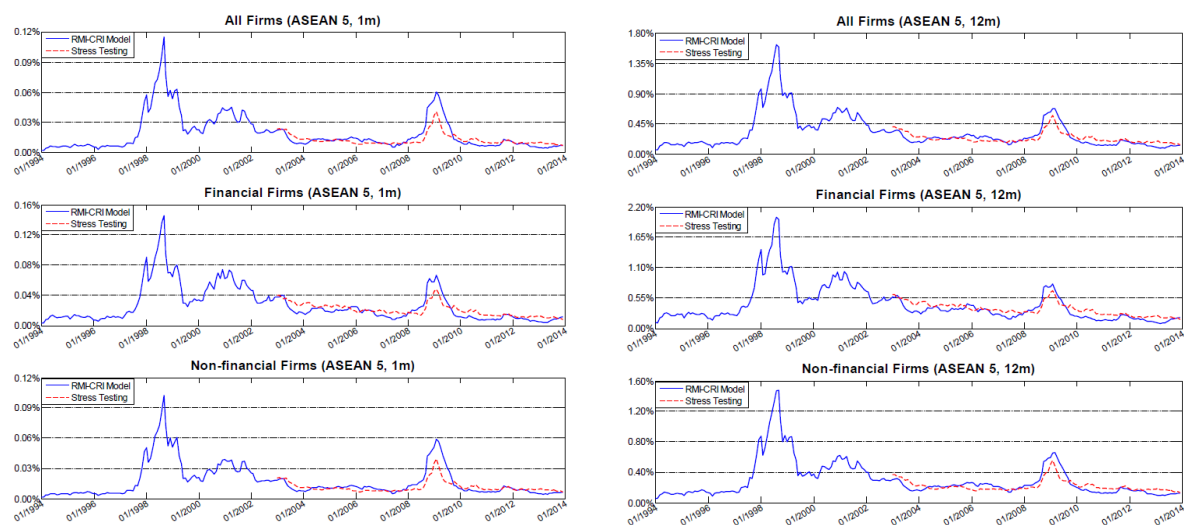 All Firms (ASEAN 5, 1m)
0.12%
0.09%
0.06%
0.03%
0.00%
RMI-CRI Model
Stress Testing
01/1994 01/1996 01/1998 01/2000 01/2002 01/2004 01/2006 01/2008 01/2010 01/2012 01/2014
Financial Firms (ASEAN 5, 1m)
0.16%
0.12%
0.08%
0.04%
0.00%
RMI-CRI Model
Stress Testing
01/1994 01/1996 01/1998 01/2000 01/2002 01/2004 01/2006 01/2008 01/2010 01/2012 01/2014
Non-financial Firms (ASEAN 5, 1m)
0.12%
0.09%
0.06%
0.03%
0.00%
RMI-CRI Model
Stress Testing
01/1994 01/1996 01/1998 01/2000 01/2002 01/2004 01/2006 01/2008 01/2010 01/2012 01/2014
All Firms (ASEAN 5, 12m)
1.80%
1.35%
0.90%
0.45%
0.00%
RMI-CRI Model
Stress Testing
01/1994 01/1996 01/1998 01/2000 01/2002 01/2004 01/2006 01/2008 01/2010 01/2012 01/2014
Financial Firms (ASEAN 5, 12m)
2.20%
1.65%
1.10%
0.55%
0.00%
RMI-CRI Model
Stress Testing
01/1994 01/1996 01/1998 01/2000 01/2002 01/2004 01/2006 01/2008 01/2010 01/2012 01/2014
Non-financial Firms (ASEAN 5, 12m)
1.60%
1.20%
0.80%
0.40%
0.00%
RMI-CRI Model
Stress Testing
01/1994 01/1996 01/1998 01/2000 01/2002 01/2004 01/2006 01/2008 01/2010 01/2012 01/2014